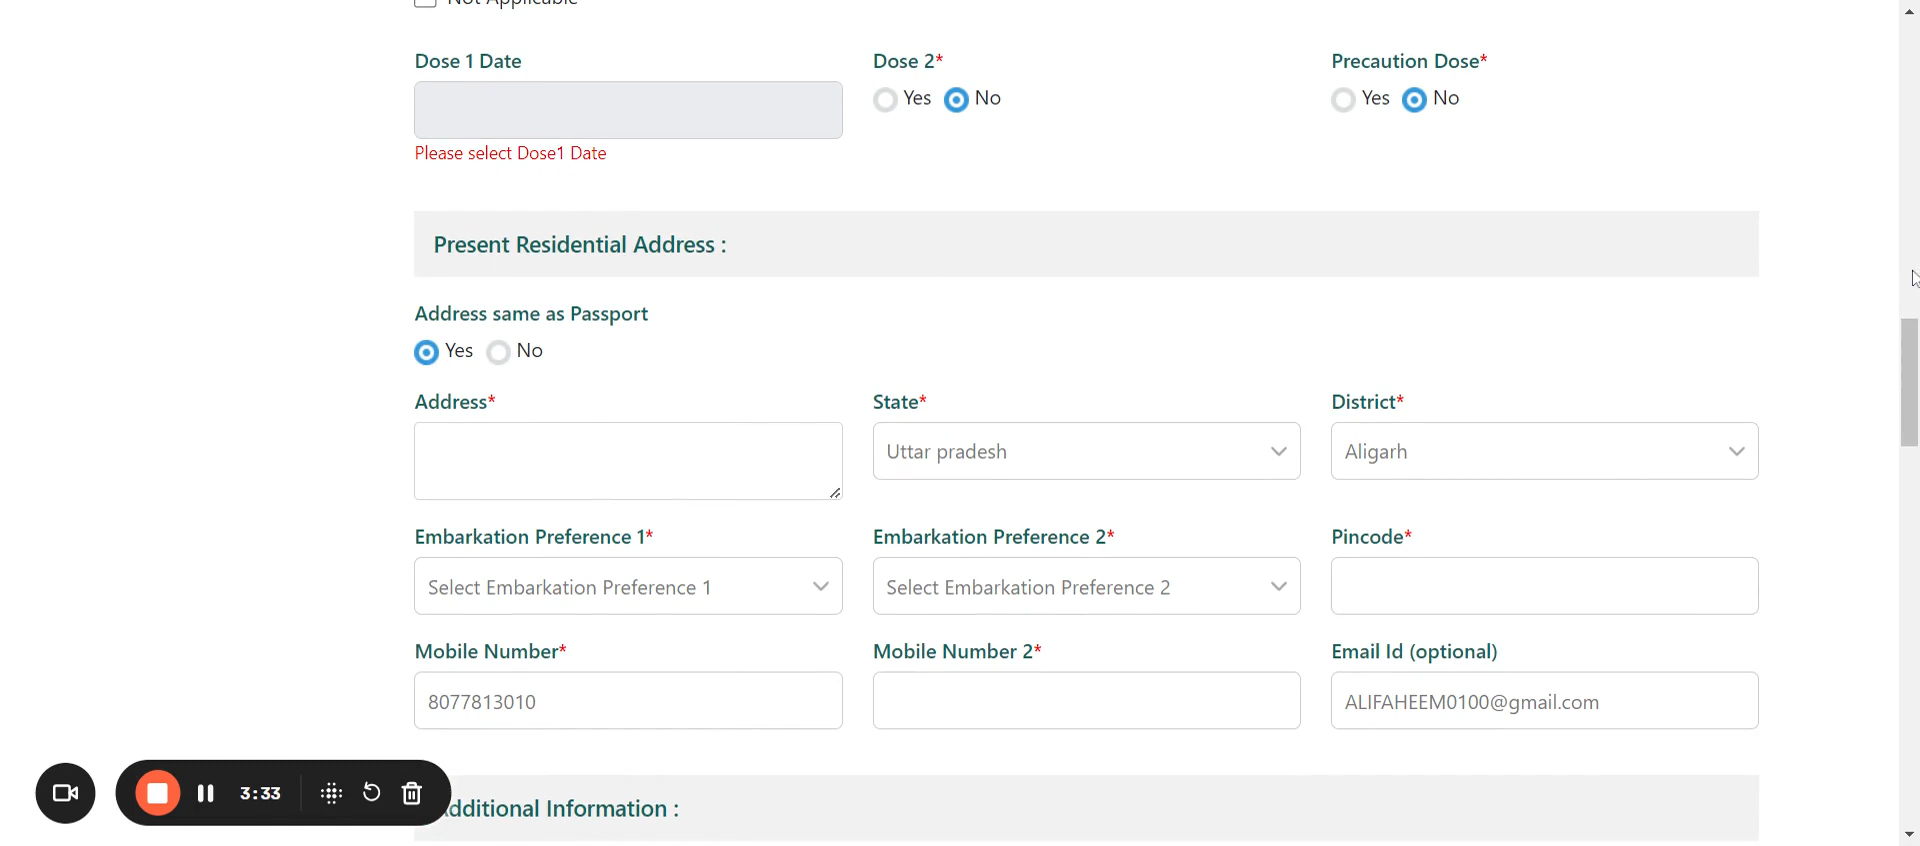 Not Applicable
Dose 1 Date
Dose 2*
Precaution Dose*
Yes No
Yes No
Please select Dose1 Date
Present Residential Address :
Address same as Passport
Yes No
Address*
State*
District*
Uttar pradesh
Aligarh
Embarkation Preference 1*
Embarkation Preference 2*
Pincode*
Select Embarkation Preference 1
Select Embarkation Preference 2
Mobile Number*
Mobile Number 2*
Email Id (optional)
8077813010
ALIFAHEEM0100@gmail.com
3:33
dditional Information :